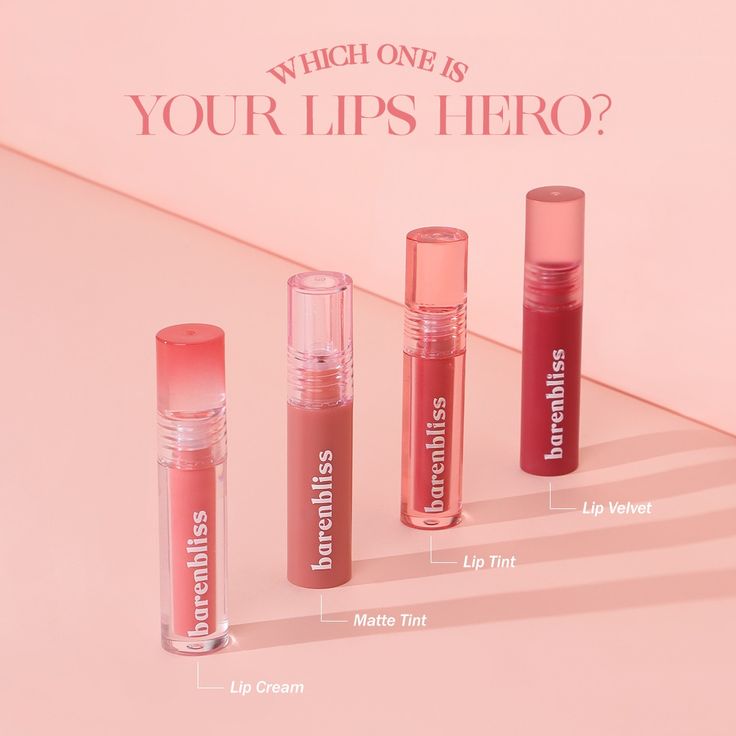 WHICH ONE IS
YOUR LIPS HERO?
barenbliss
barenbliss
barenbliss
barenbliss
Lip Velvet
Lip Tint
Matte Tint
Lip Cream